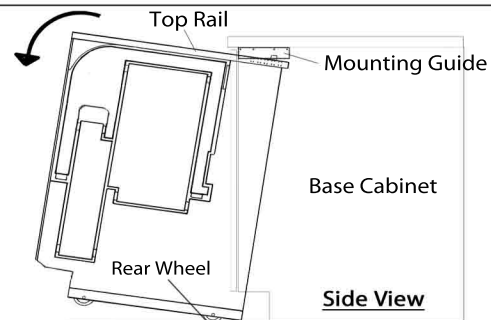 Top Rail
Mounting Guide
Base Cabinet
Rear Wheel
Side View